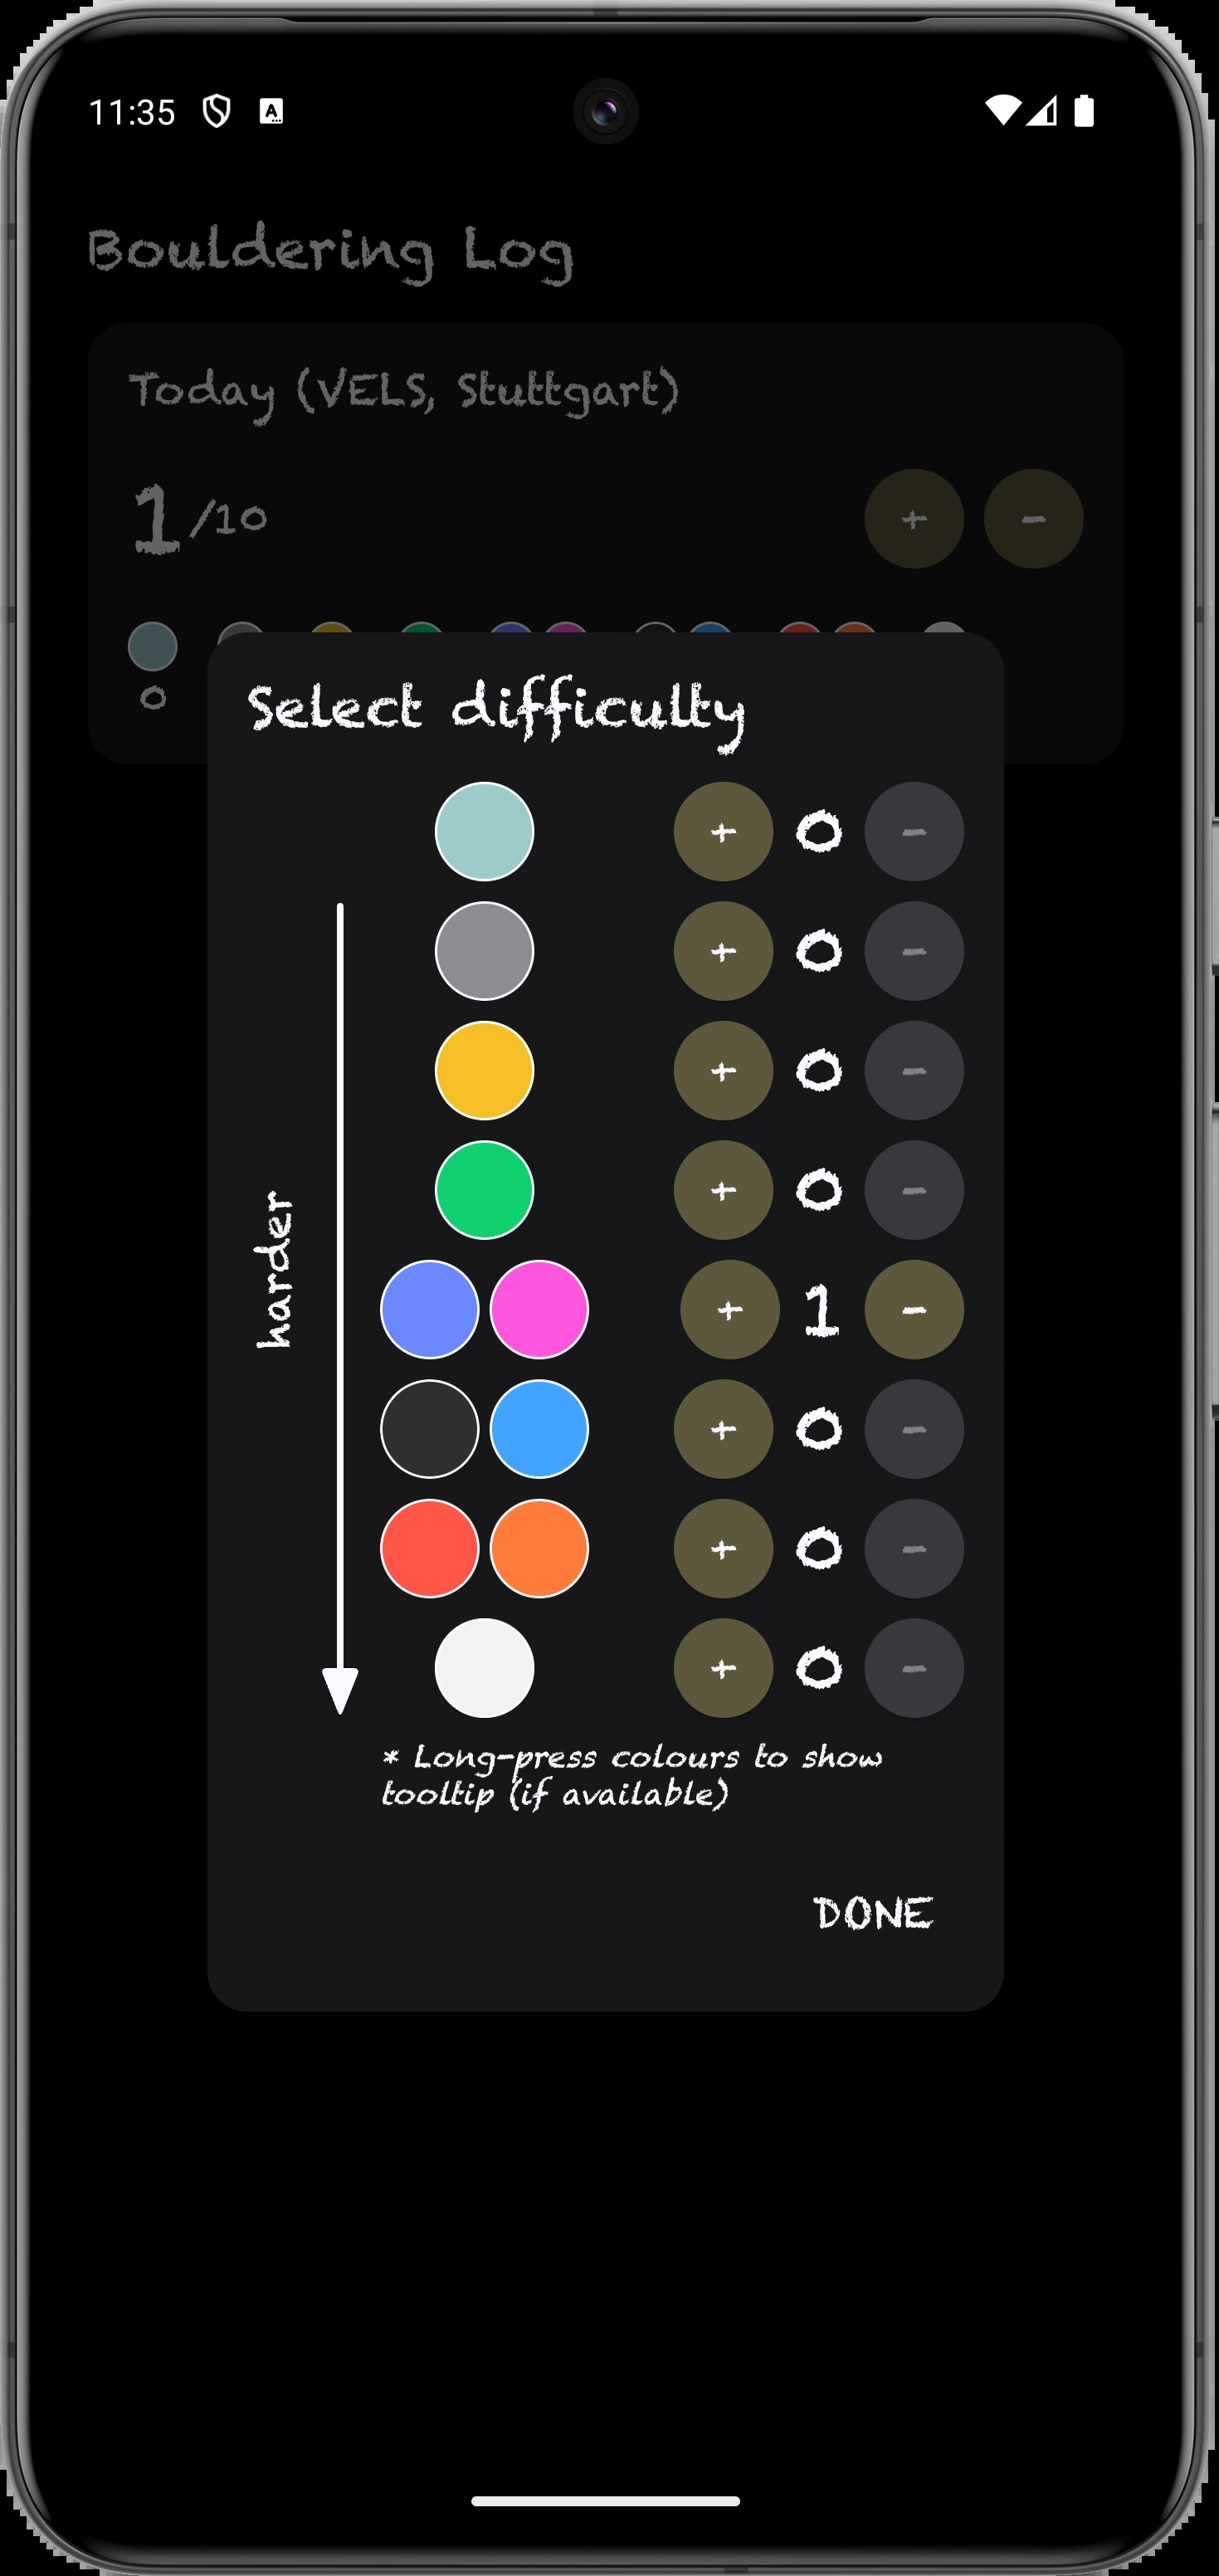 11:35
Bouldering Log
Today (VELS, Stuttgart)
1/10
+ -
0
Select difficulty
+ 0 -
+ 0 -
+ 0 -
+ 0 -
+ 1 -
+ 0 -
+ 0 -
+ 0 -
harder
* Long-press colours to show
tooltip (if available)
DONE